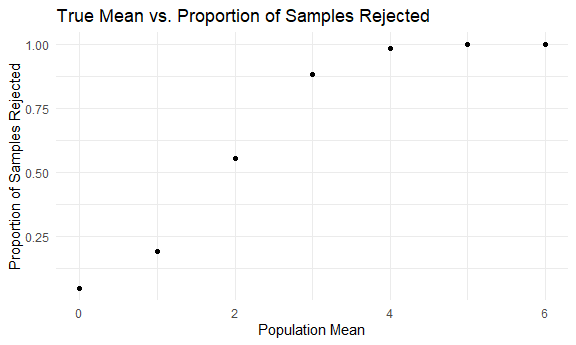 True Mean vs. Proportion of Samples Rejected
Proportion of Samples Rejected
1.00
0.75
0.50
0.25
0
2
4
6
Population Mean